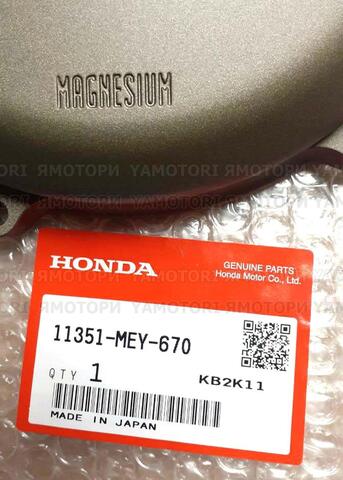 MAGNESIUM
YAMOTORI ЯМОТОРИ YAMOTORI ЯМОТОРИ
HONDA
GENUINE PARTS
Honda Motor Co., Ltd.
11351-MEY-670
QTY 1
KB2K11
MADE IN JAPAN